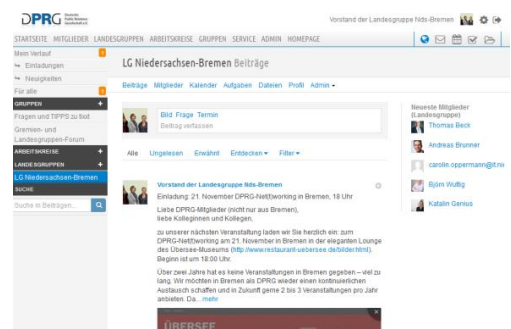 DPRG Deutsche Public Relations Gesellschaft e.V.
Vorstand der Landesgruppe Nds-Bremen
STARTSEITE MITGLIEDER LANDESGRUPPEN ARBEITSKREISE GRUPPEN SERVICE ADMIN HOMEPAGE
Mein Verlauf
Einladungen
Neuigkeiten
Für alle
GRUPPEN +
Fragen und TIPPS zu tixxt
Gremien- und
Landesgruppen-Forum
ARBEITSKREISE +
LANDESGRUPPEN +
LG Niedersachsen-Bremen
SUCHE
Suche in Beiträgen...
LG Niedersachsen-Bremen Beiträge
Beiträge Mitglieder Kalender Aufgaben Dateien Profil Admin
Bild Frage Termin
Beitrag verfassen
Alle Ungelesen Erwähnt Entdecken Filter
Vorstand der Landesgruppe Nds-Bremen
Einladung: 21. November DPRG-Net(t)working in Bremen, 18 Uhr
Liebe DPRG-Mitglieder (nicht nur aus Bremen),
liebe Kolleginnen und Kollegen,
zu unserer nächsten Veranstaltung laden wir Sie herzlich ein: zum
DPRG-Net(t)working am 21. November in Bremen in der eleganten Lounge
des Übersee-Museums (http://www.restaurant-uebersee.de/bilder.html).
Beginn ist um 18:00 Uhr.
Über zwei Jahre hat es keine Veranstaltungen in Bremen gegeben – viel zu
lang. Wir möchten in Bremen als DPRG wieder einen kontinuierlichen
Austausch schaffen und in Zukunft gerne 2 bis 3 Veranstaltungen pro Jahr
anbieten. Da... mehr
ÜBERSEE
Neueste Mitglieder
(Landesgruppe)
Thomas Beck
Andreas Brunner
carolin.oppermann@t.nie
Björn Wuttig
Katalin Genius